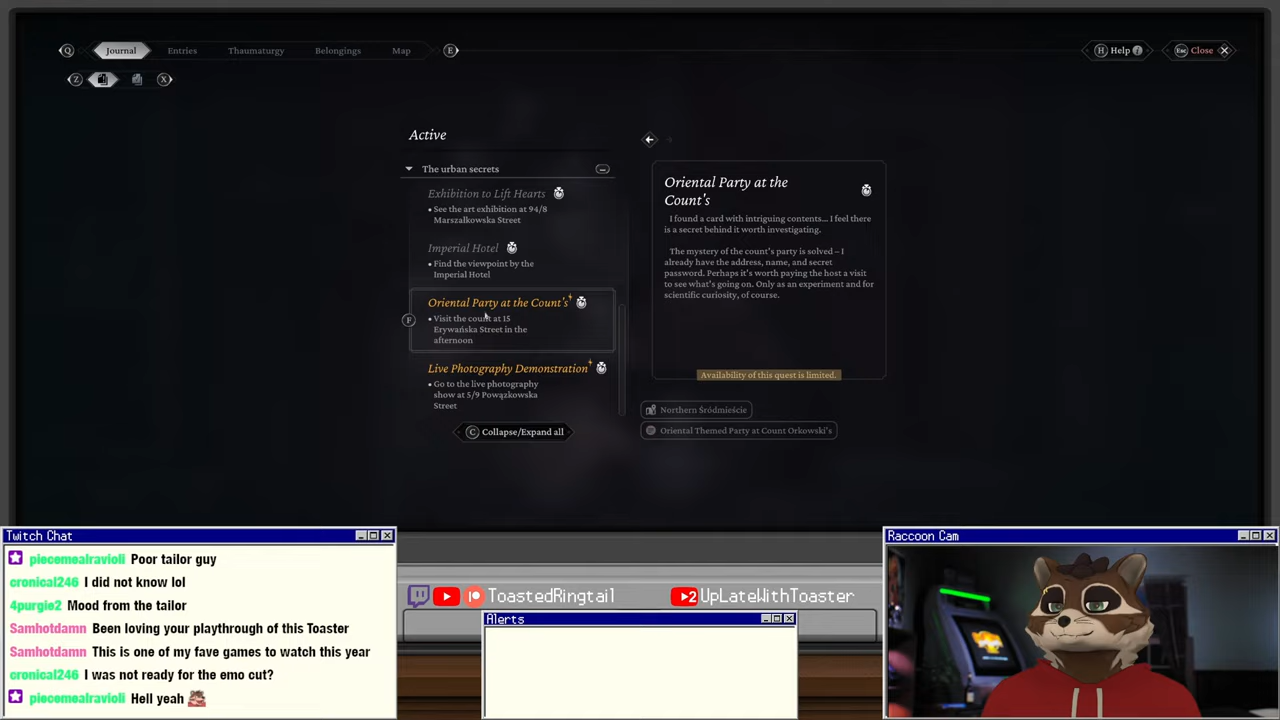 Q Journal Entries Thaumaturgy Belongings Map E
H Help i Esc Close
Z X
Active
The urban secrets
Exhibition to Lift Hearts
• See the art exhibition at 94/8
Marszałkowska Street
Imperial Hotel
• Find the viewpoint by the
Imperial Hotel
F
Oriental Party at the Count's
• Visit the count at 15
Erywańska Street in the
afternoon
Live Photography Demonstration
• Go to the live photography
show at 5/9 Powązkowska
Street
C Collapse/Expand all
Oriental Party at the
Count's
I found a card with intriguing contents... I feel there
is a secret behind it worth investigating.
The mystery of the count's party is solved – I
already have the address, name, and secret
password. Perhaps it's worth paying the host a visit
to see what's going on. Only as an experiment and for
scientific curiosity, of course.
Availability of this quest is limited.
Northern Śródmieście
Oriental Themed Party at Count Orkowski's
Twitch Chat
piecemealravioli Poor tailor guy
cronical246 I did not know lol
4purgie2 Mood from the tailor
Samhotdamn Been loving your playthrough of this Toaster
Samhotdamn This is one of my fave games to watch this year
cronical246 I was not ready for the emo cut?
piecemealravioli Hell yeah
ToastedRingtail
2 UpLateWithToaster
Alerts
Raccoon Cam